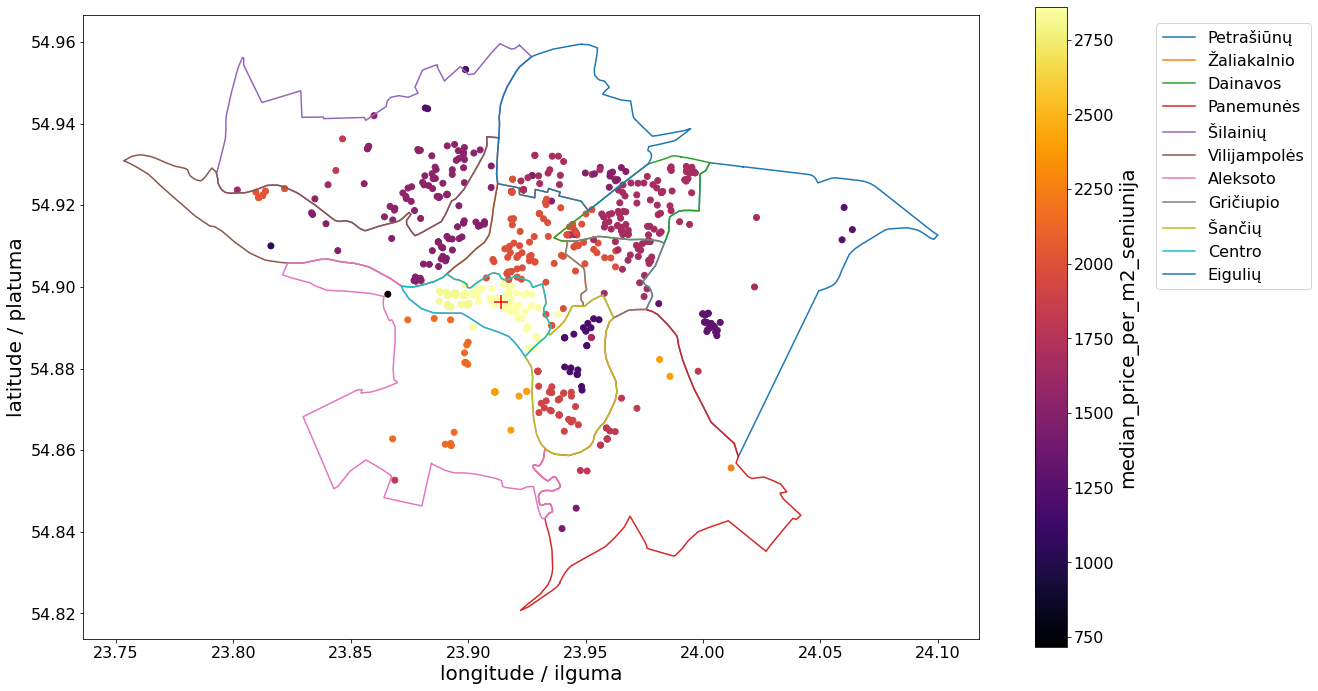 54.96
54.94
54.92
54.90
54.88
54.86
54.84
54.82
latitude / platuma
23.75
23.80
23.85
23.90
23.95
24.00
24.05
24.10
longitude / ilguma
2750
2500
2250
2000
1750
1500
1250
1000
750
median_price_per_m2_seniunija
Petrašiūnų
Žaliakalnio
Dainavos
Panemunės
Šilainių
Vilijampolės
Aleksoto
Gričiupio
Šančių
Centro
Eigulių